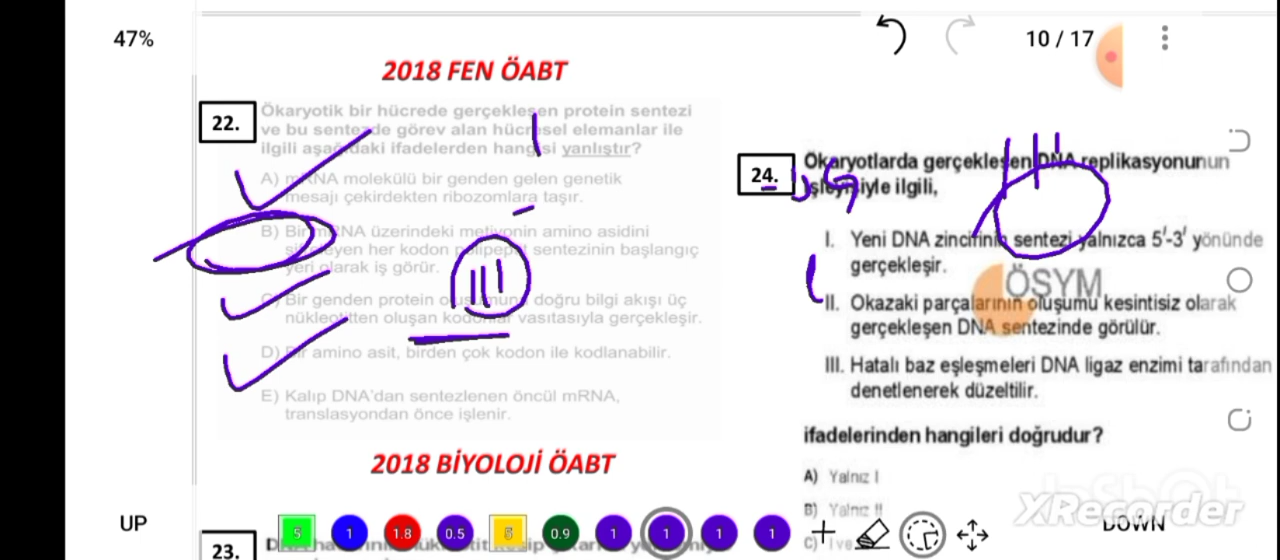 47%
10 / 17
2018 FEN ÖABT
22.
Ökaryotik bir hücrede gerçekleşen protein sentezi
ve bu sentezde görev alan hücresel elemanlar ile
ilgili aşağıdaki ifadelerden hangisi yanlıştır?
A) mRNA molekülü bir genden gelen genetik
mesajı çekirdekten ribozomlara taşır.
B) Bir mRNA üzerindeki metiyonin amino asidini
şifreleyen her kodon polipeptit sentezinin başlangıç
yeri olarak iş görür.
C) Bir genden protein oluşumuna doğru bilgi akışı üç
nükleotitten oluşan kodonlar vasıtasıyla gerçekleşir.
D) Bir amino asit, birden çok kodon ile kodlanabilir.
E) Kalıp DNA'dan sentezlenen öncül mRNA,
translasyondan önce işlenir.
2018 BİYOLOJİ ÖABT
23.
24.
Ökaryotlarda gerçekleşen DNA replikasyonunun
işleyişiyle ilgili,
I. Yeni DNA zincirinin sentezi yalnızca 5'-3' yönünde
gerçekleşir.
ÖSYM
II. Okazaki parçalarının oluşumu kesintisiz olarak
gerçekleşen DNA sentezinde görülür.
III. Hatalı baz eşleşmeleri DNA ligaz enzimi tarafından
denetlenerek düzeltilir.
ifadelerinden hangileri doğrudur?
A) Yalnız I
B) Yalnız II
C) I ve
UP
5 1 1.8 0.5 5 0.9 1 1 1 1
DOWN
XRecorder